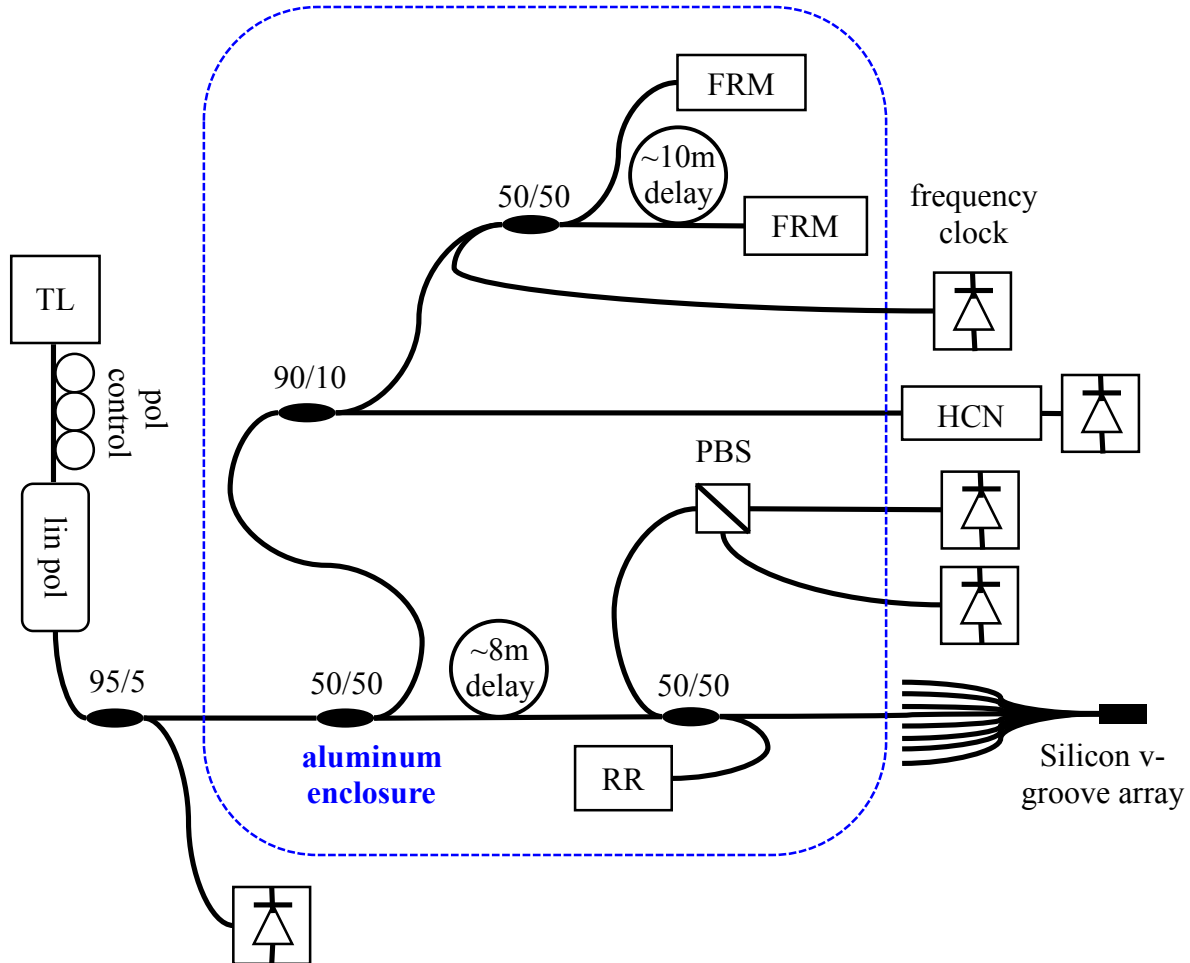 FRM
~10m
delay
50/50
FRM
frequency
clock
TL
pol
control
90/10
HCN
PBS
lin pol
~8m
delay
95/5
50/50
50/50
aluminum
enclosure
RR
Silicon v-
groove array